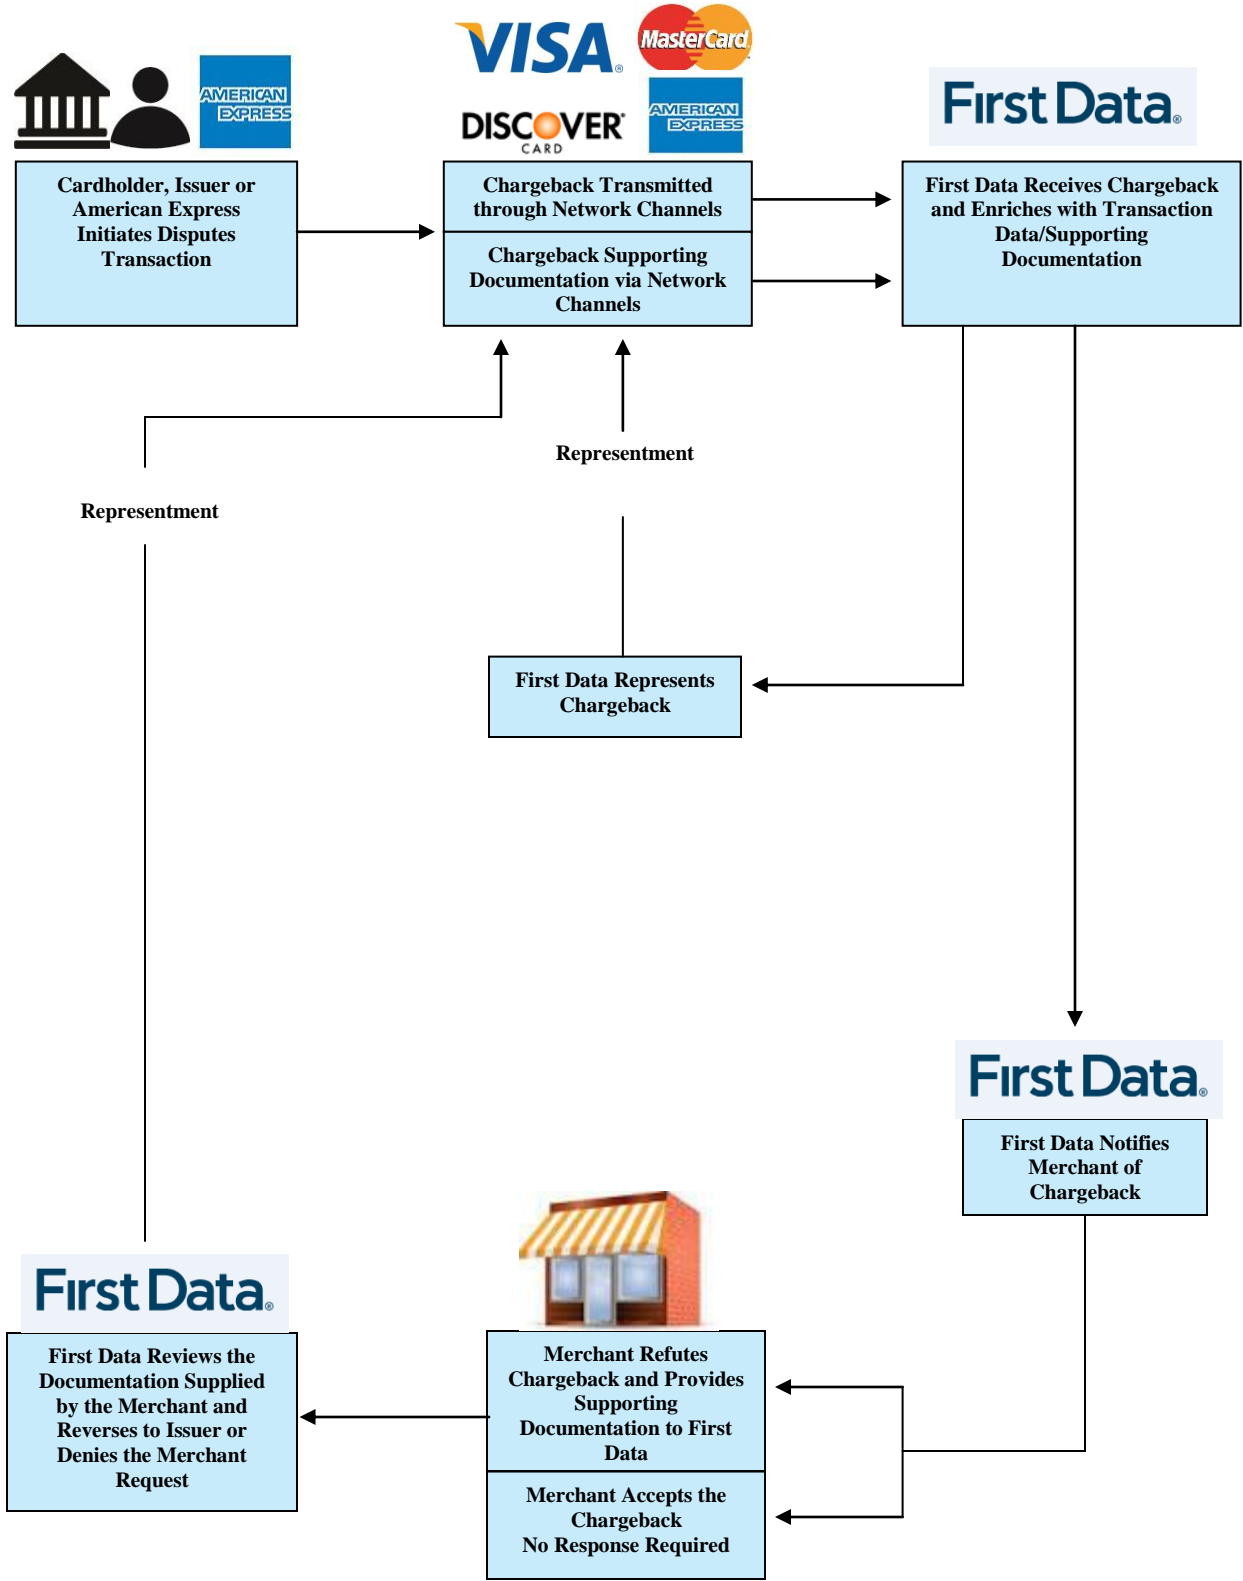 VISA
MasterCard
AMERICAN
EXPRESS
DISCOVER
CARD
AMERICAN
EXPRESS
First Data®
Cardholder, Issuer or
American Express
Initiates Disputes
Transaction
Chargeback Transmitted
through Network Channels
Chargeback Supporting
Documentation via Network
Channels
First Data Receives Chargeback
and Enriches with Transaction
Data/Supporting
Documentation
Representment
Representment
First Data Represents
Chargeback
First Data®
First Data Notifies
Merchant of
Chargeback
First Data®
First Data Reviews the
Documentation Supplied
by the Merchant and
Reverses to Issuer or
Denies the Merchant
Request
Merchant Refutes
Chargeback and Provides
Supporting
Documentation to First
Data
Merchant Accepts the
Chargeback
No Response Required